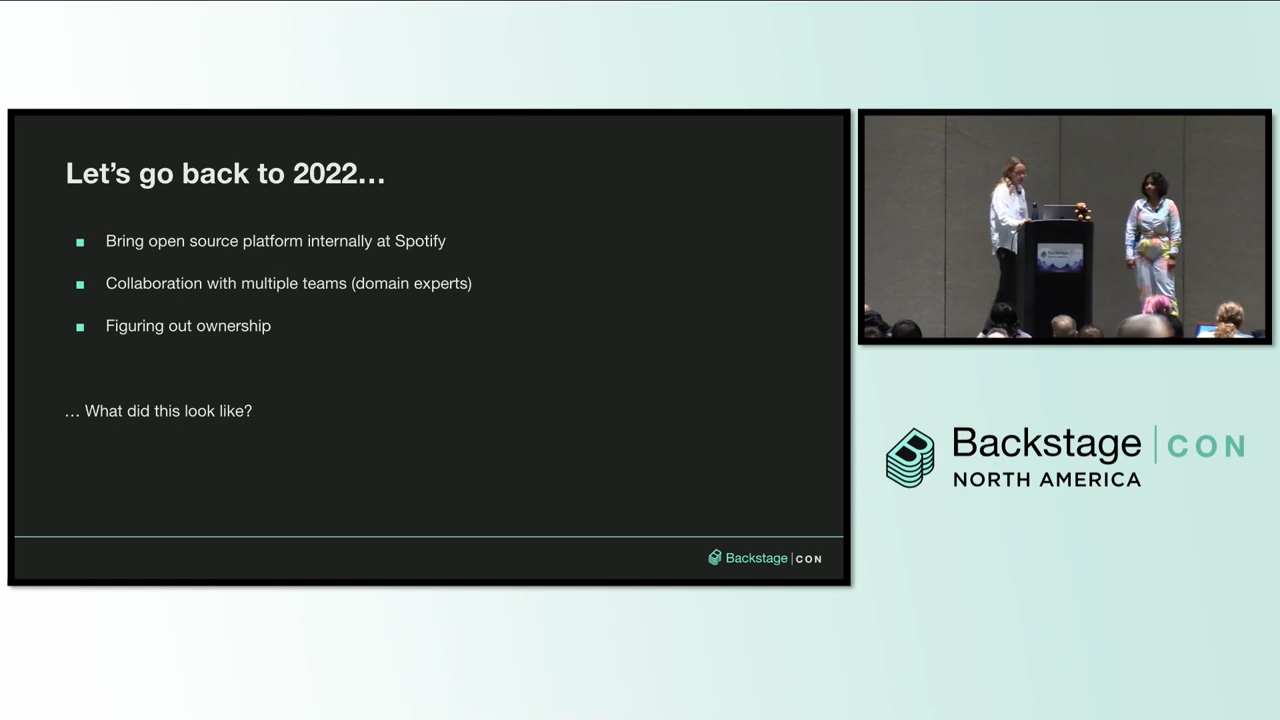 Let's go back to 2022…
Bring open source platform internally at Spotify
Collaboration with multiple teams (domain experts)
Figuring out ownership
… What did this look like?
Backstage | CON
Backstage | CON
NORTH AMERICA